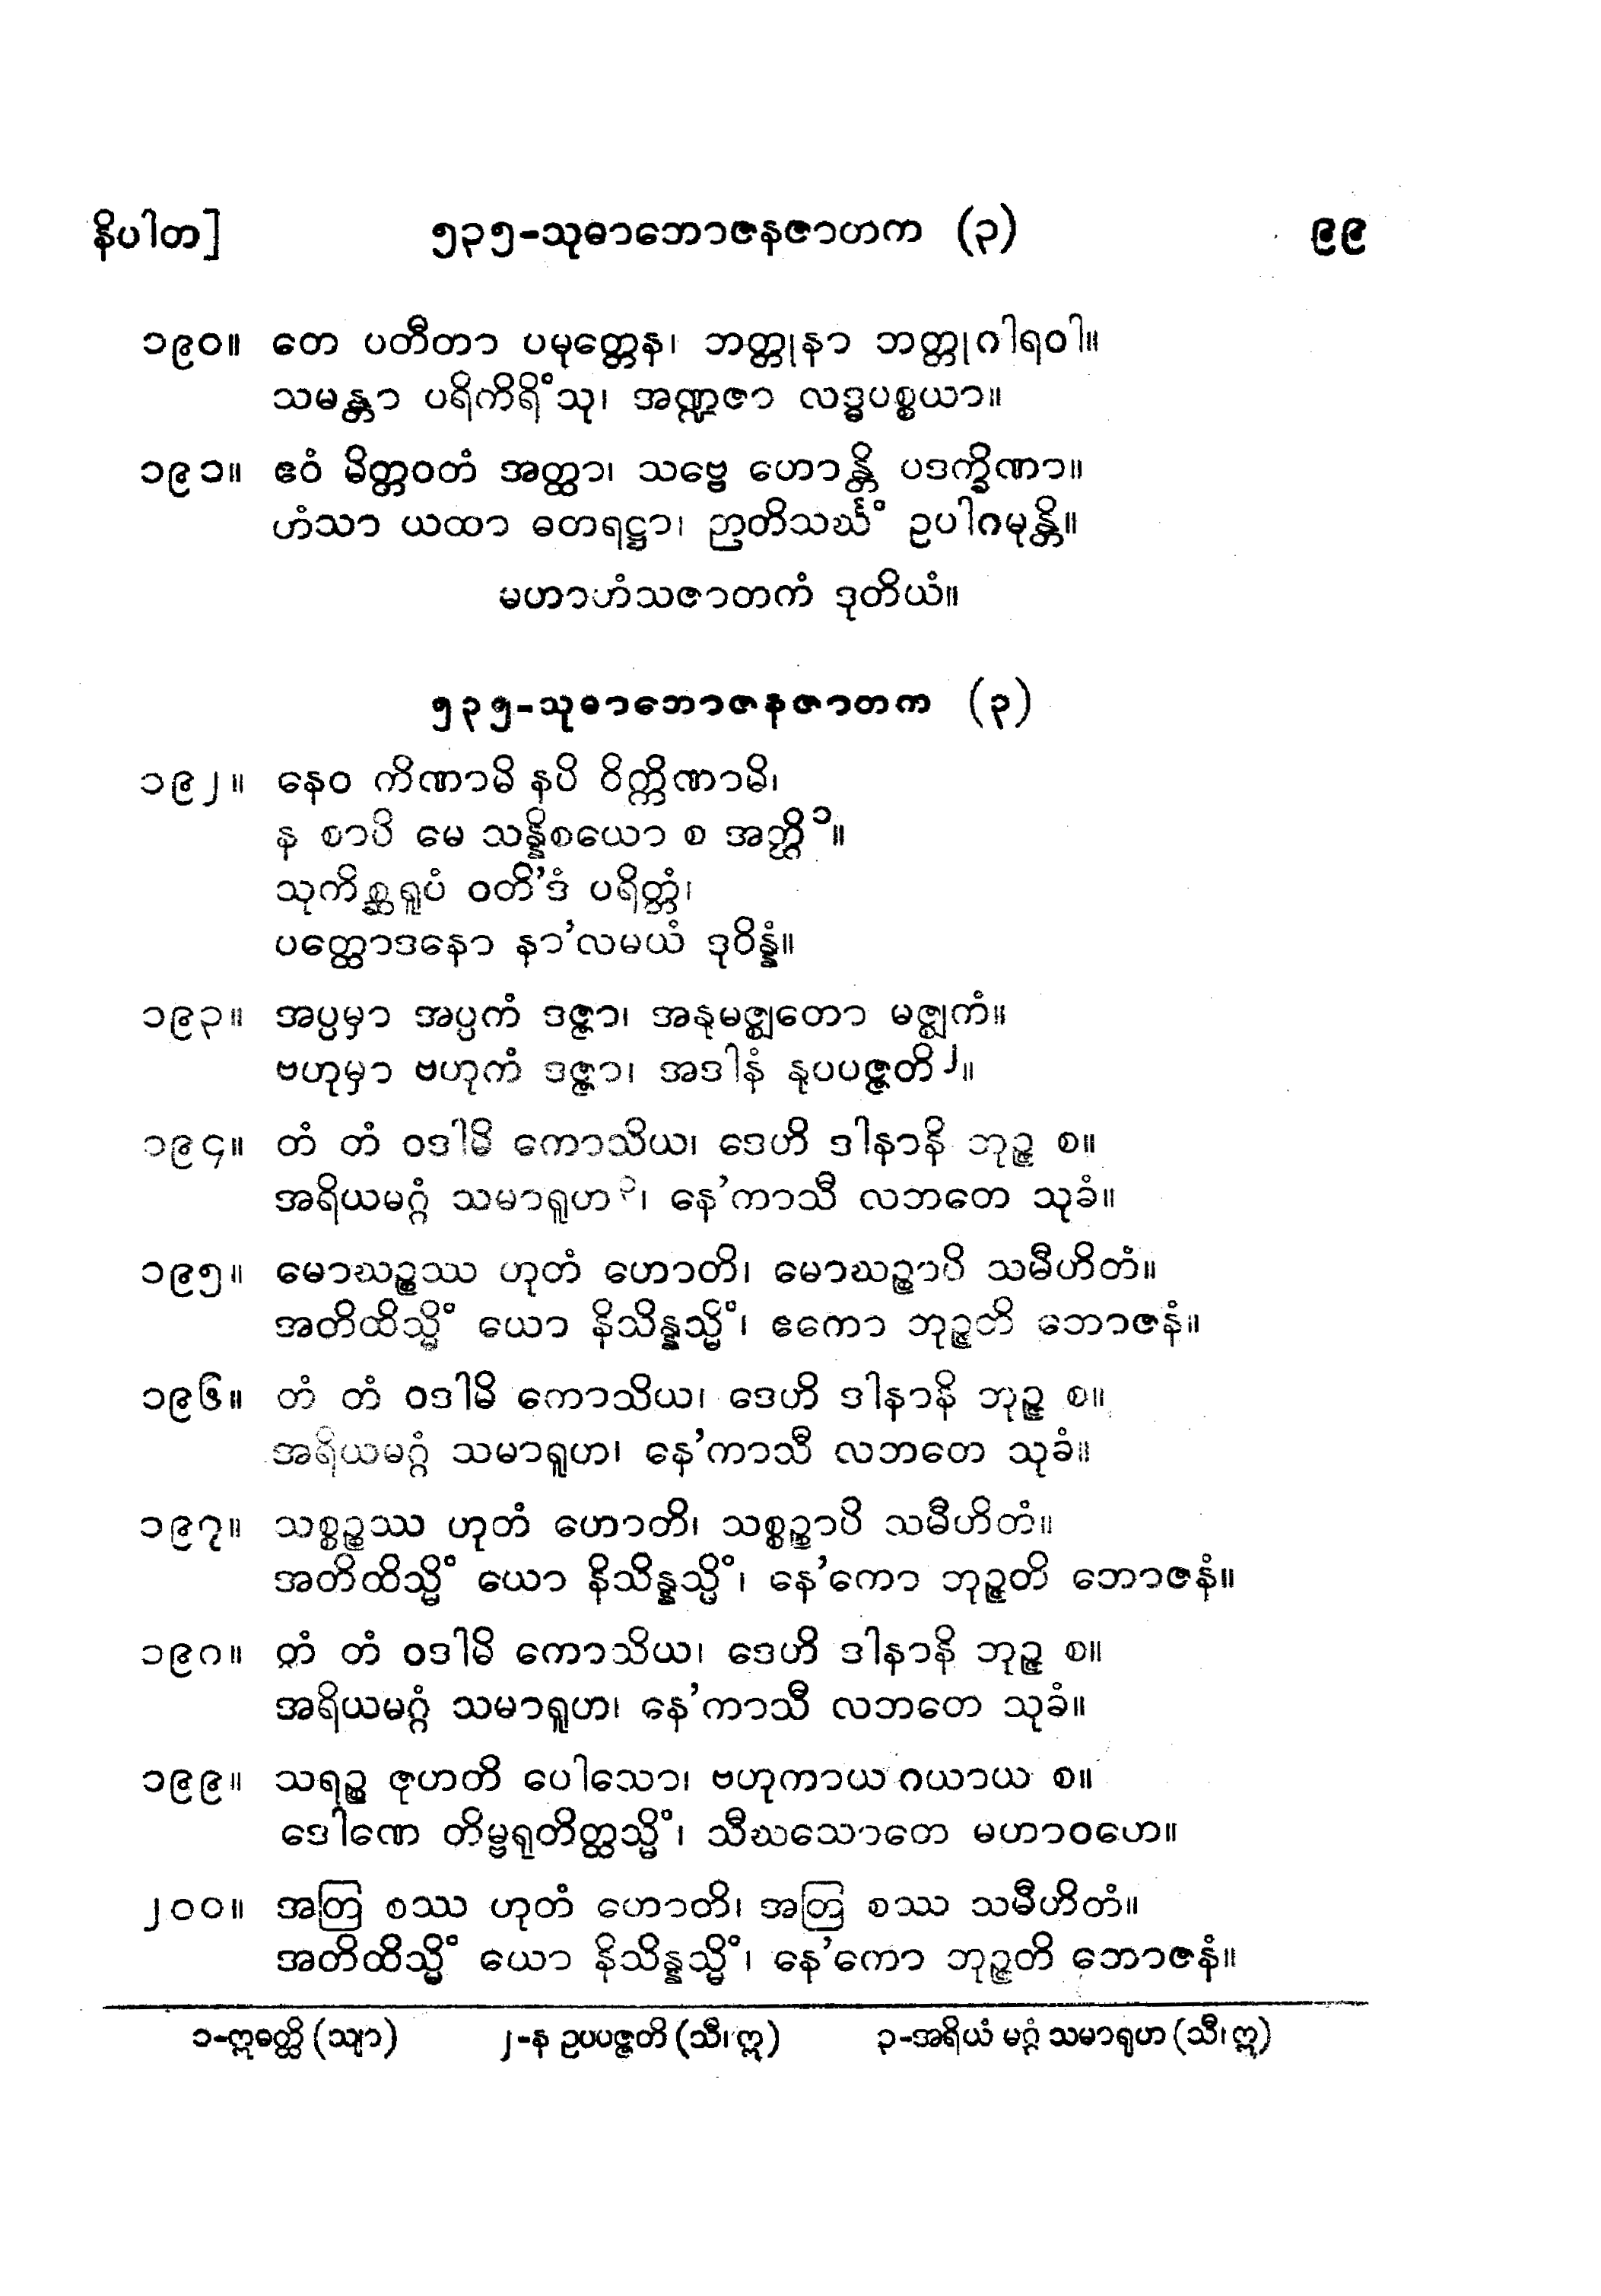 နိပါတ] ၅၃၅-သုဓာဘောဇနဇာတက (၃) ၉၉
၁၉၀။ တေ ပတီတာ ပမုတ္တေန၊ ဘတ္တုနာ ဘတ္တုဂါရဝါ။
သမန္တာ ပရိကိရိံသု၊ အဏ္ဍဇာ လဒ္ဓပစ္စယာ။
၁၉၁။ ဧဝံ မိတ္တဝတံ အတ္ထာ၊ သဗ္ဗေ ဟောန္တိ ပဒက္ခိဏာ။
ဟံသာ ယထာ ဓတရဋ္ဌာ၊ ဉာတိသင်္ဃံ ဥပါဂမုန္တိ။
မဟာဟံသဇာတကံ ဒုတိယံ။
၅၃၅-သုဓာဘောဇနဇာတက (၃)
၁၉၂။ နေဝ ကိဏာမိ နပိ ဝိက္ကိဏာမိ၊
န စာပိ မေ သန္နိစယော စ အတ္ထိ၁။
သုကိစ္ဆရူပံ ဝတိ’ဒံ ပရိတ္တံ၊
ပတ္ထောဒနော နာ’လမယံ ဒုဝိန္နံ။
၁၉၃။ အပ္ပမှာ အပ္ပကံ ဒဇ္ဇာ၊ အနုမဇ္ဈတော မဇ္ဈကံ။
ဗဟုမှာ ဗဟုကံ ဒဇ္ဇာ၊ အဒါနံ နုပပဇ္ဇတိ၂။
၁၉၄။ တံ တံ ဝဒါမိ ကောသိယ၊ ဒေဟိ ဒါနာနိ ဘုဉ္ဇ စ။
အရိယမဂ္ဂံ သမာရူဟ၃၊ နေ’ကာသီ လဘတေ သုခံ။
၁၉၅။ မောဃဉ္စဿ ဟုတံ ဟောတိ၊ မောဃဉ္စာပိ သမီဟိတံ။
အတိထိသ္မိံ ယော နိသိန္နသ္မိံ၊ ဧကော ဘုဉ္ဇတိ ဘောဇနံ။
၁၉၆။ တံ တံ ဝဒါမိ ကောသိယ၊ ဒေဟိ ဒါနာနိ ဘုဉ္ဇ စ။
အရိယမဂ္ဂံ သမာရူဟ၊ နေ’ကာသီ လဘတေ သုခံ။
၁၉၇။ သစ္စဉ္စဿ ဟုတံ ဟောတိ၊ သစ္စဉ္စာပိ သမီဟိတံ။
အတိထိသ္မိံ ယော နိသိန္နသ္မိံ၊ နေ’ကော ဘုဉ္ဇတိ ဘောဇနံ။
၁၉၈။ တံ တံ ဝဒါမိ ကောသိယ၊ ဒေဟိ ဒါနာနိ ဘုဉ္ဇ စ။
အရိယမဂ္ဂံ သမာရူဟ၊ နေ’ကာသီ လဘတေ သုခံ။
၁၉၉။ သရဉ္စ ဇုဟတိ ပေါသော၊ ဗဟုကာယ ဂယာယ စ။
ဒေါဏေ တိမ္ဗရုတိတ္ထသ္မိံ၊ သီဃသောတေ မဟာဝဟေ။
၂၀၀။ အတြ စဿ ဟုတံ ဟောတိ၊ အတြ စဿ သမီဟိတံ။
အတိထိသ္မိံ ယော နိသိန္နသ္မိံ၊ နေ’ကော ဘုဉ္ဇတိ ဘောဇနံ။
၁-ဣဓတ္ထိ (သျာ) ၂-န ဥပပဇ္ဇတိ (သီ၊ ဣ) ၃-အရိယံ မဂ္ဂံ သမာရုဟ (သီ၊ ဣ)